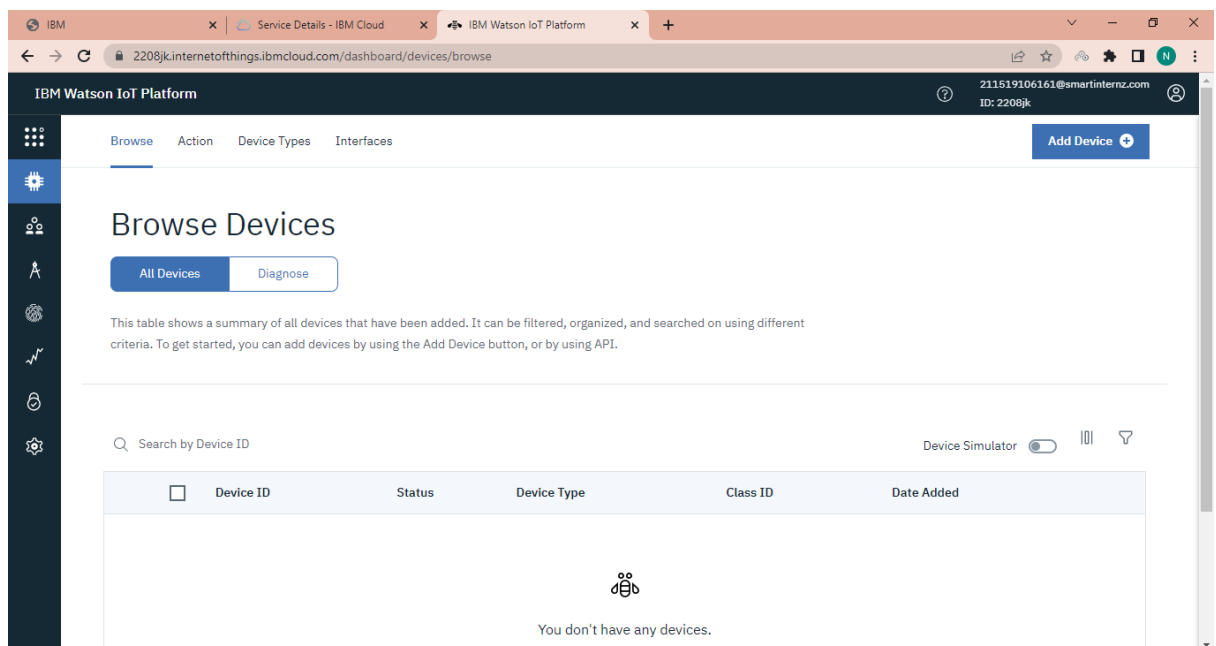 IBM
Service Details - IBM Cloud
IBM Watson IoT Platform
2208jk.internetofthings.ibmcloud.com/dashboard/devices/browse
N
IBM Watson IoT Platform
211519106161@smartinternz.com
ID: 2208jk
Browse Action Device Types Interfaces
Add Device
Browse Devices
All Devices Diagnose
This table shows a summary of all devices that have been added. It can be filtered, organized, and searched on using different
criteria. To get started, you can add devices by using the Add Device button, or by using API.
Search by Device ID
Device Simulator
Device ID Status Device Type Class ID Date Added
You don't have any devices.